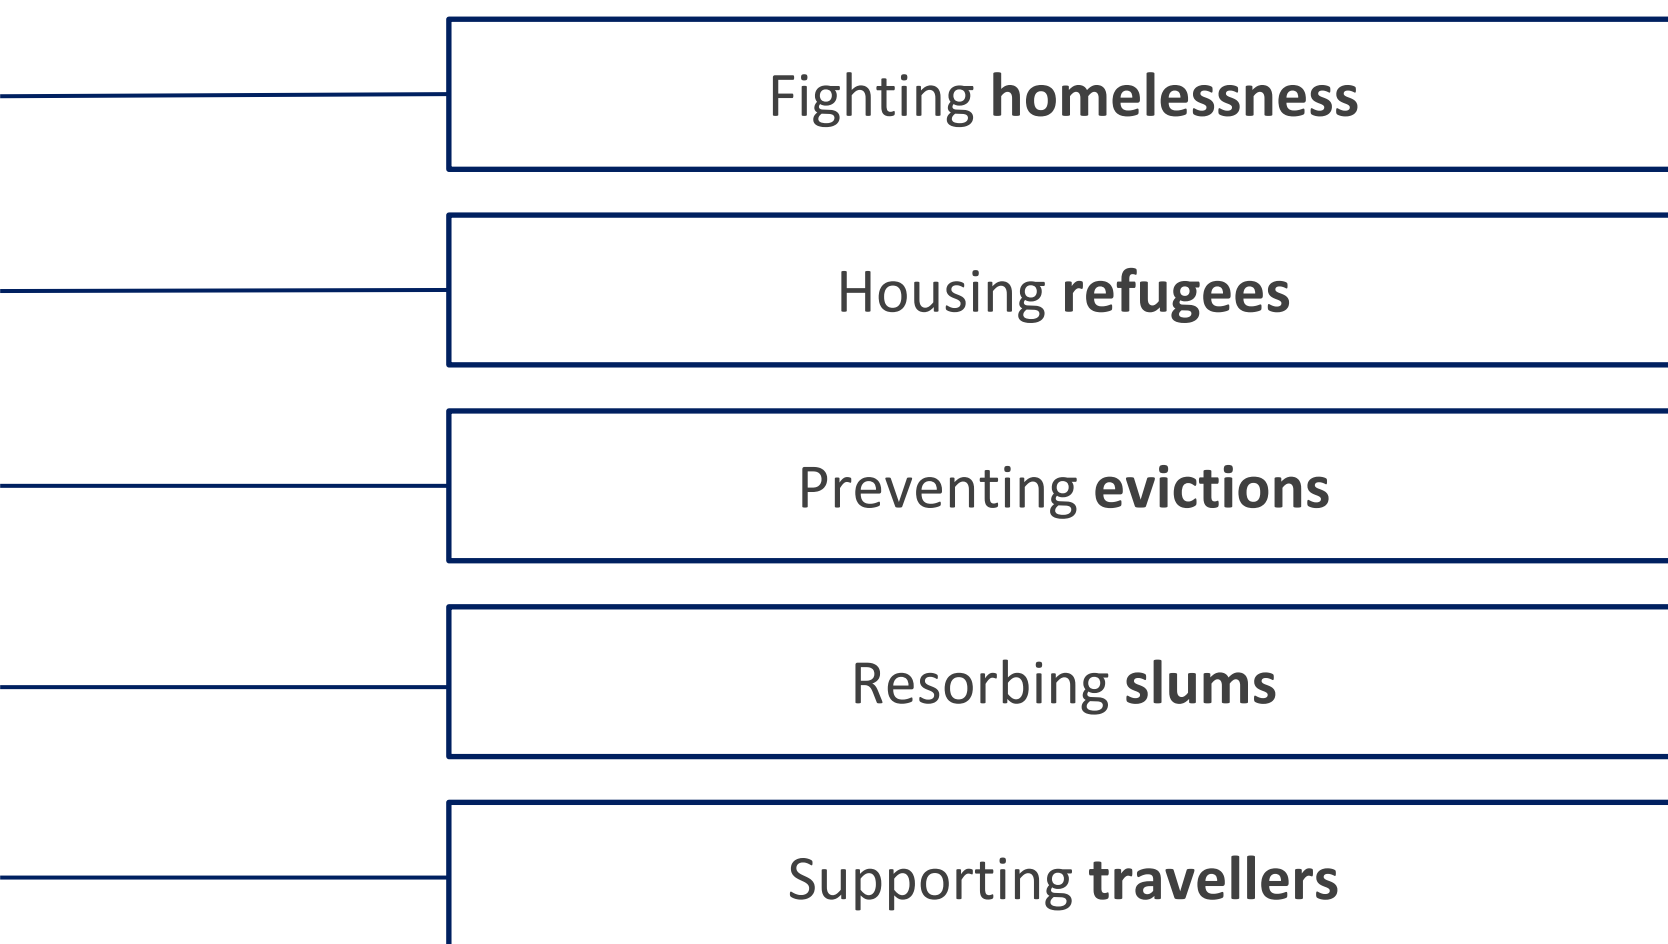 Fighting homelessness
Housing refugees
Preventing evictions
Resorbing slums
Supporting travellers